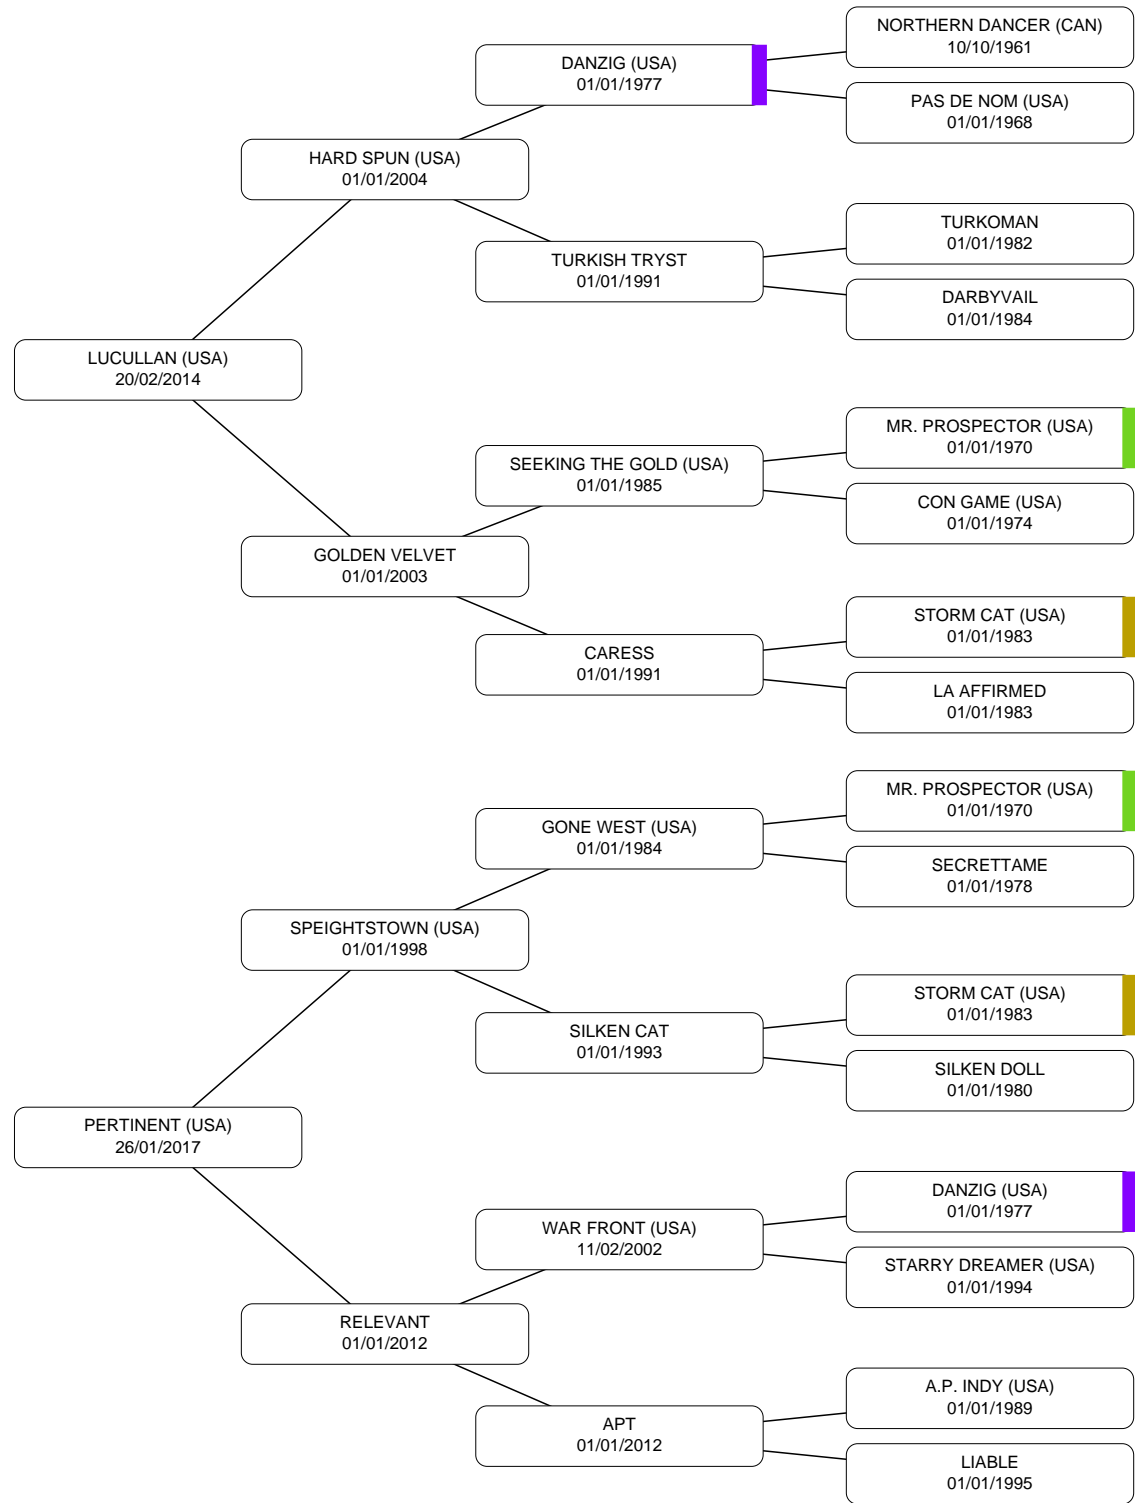 NORTHERN DANCER (CAN)
10/10/1961
DANZIG (USA)
01/01/1977
PAS DE NOM (USA)
01/01/1968
HARD SPUN (USA)
01/01/2004
TURKOMAN
01/01/1982
TURKISH TRYST
01/01/1991
DARBYVAIL
01/01/1984
LUCULLAN (USA)
20/02/2014
MR. PROSPECTOR (USA)
01/01/1970
SEEKING THE GOLD (USA)
01/01/1985
CON GAME (USA)
01/01/1974
GOLDEN VELVET
01/01/2003
STORM CAT (USA)
01/01/1983
CARESS
01/01/1991
LA AFFIRMED
01/01/1983
MR. PROSPECTOR (USA)
01/01/1970
GONE WEST (USA)
01/01/1984
SECRETTAME
01/01/1978
SPEIGHTSTOWN (USA)
01/01/1998
STORM CAT (USA)
01/01/1983
SILKEN CAT
01/01/1993
SILKEN DOLL
01/01/1980
PERTINENT (USA)
26/01/2017
DANZIG (USA)
01/01/1977
WAR FRONT (USA)
11/02/2002
STARRY DREAMER (USA)
01/01/1994
RELEVANT
01/01/2012
A.P. INDY (USA)
01/01/1989
APT
01/01/2012
LIABLE
01/01/1995